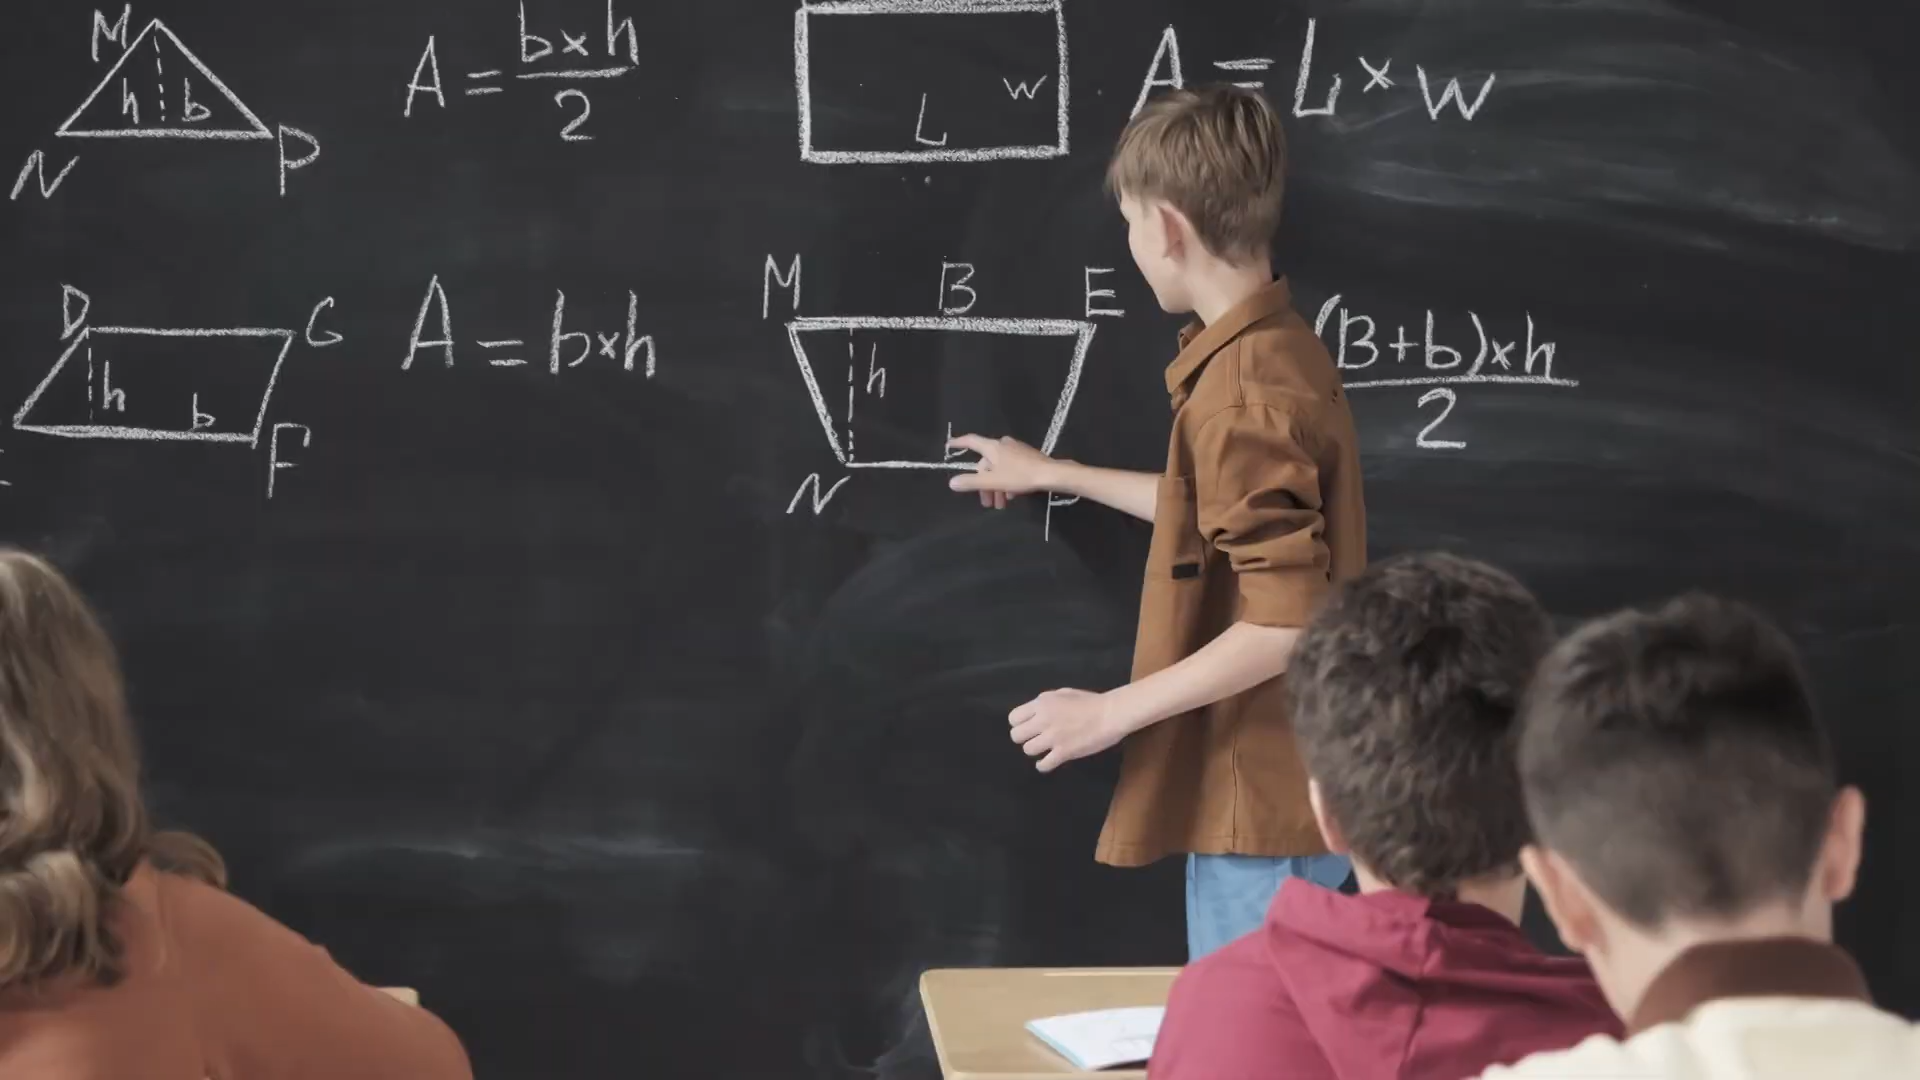 M
h b
N P
A = b×h/2
W
L
A = L×W
D G
h b
F
A = b×h
M B E
h
b
N P
(B+b)×h/2